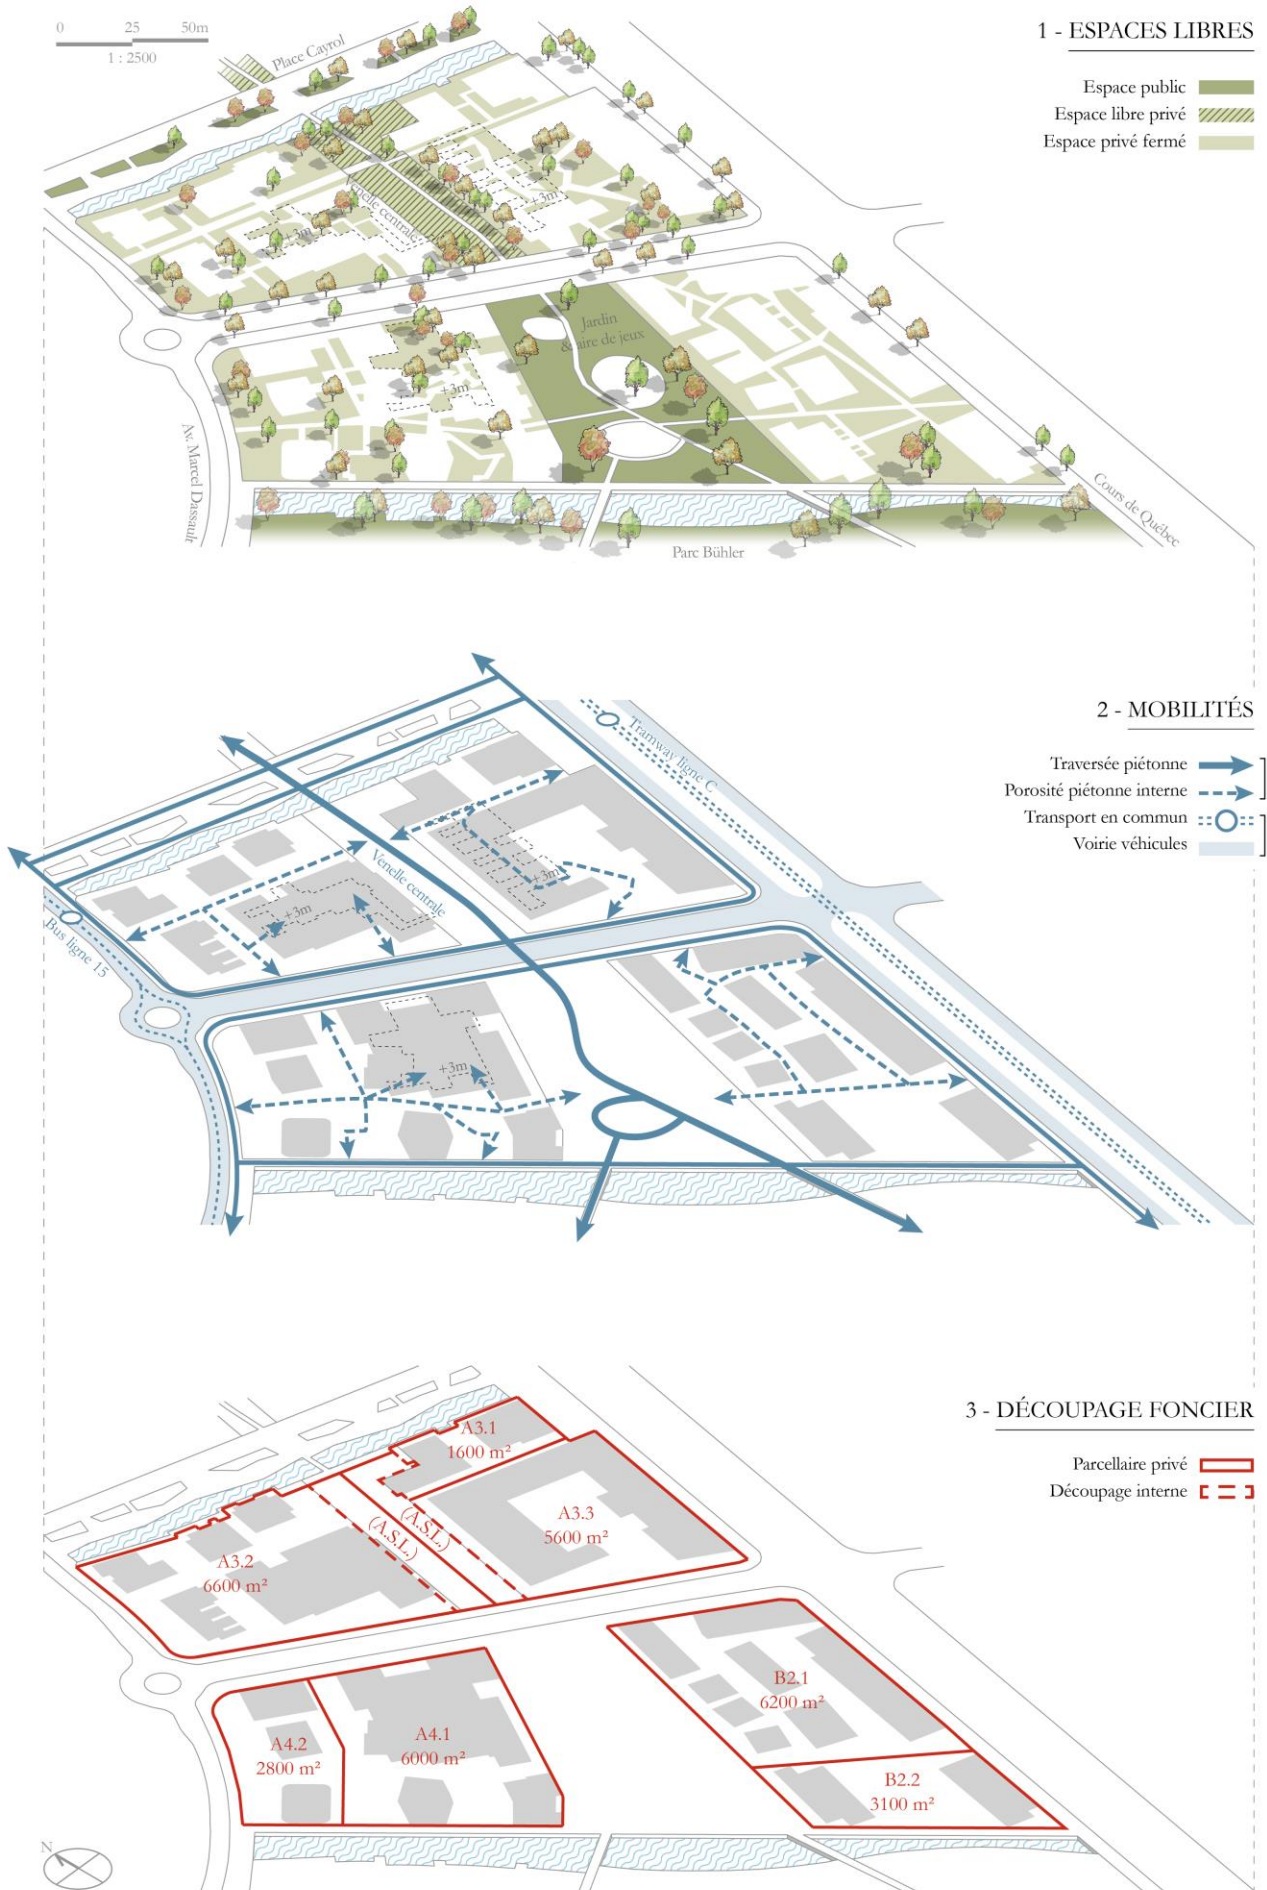 0 25 50m
1 : 2500
Place Cayrol
1 - ESPACES LIBRES
Espace public
Espace libre privé
Espace privé fermé
Venelle centrale
+3m
+3m
Jardin
& aire de jeux
+3m
Av. Marcel Dassault
Cours de Québec
Parc Bühler
2 - MOBILITÉS
Traversée piétonne
Porosité piétonne interne
Transport en commun
Voirie véhicules
Tramway ligne C
Venelle centrale
+3m
+3m
Bus ligne 15
+3m
3 - DÉCOUPAGE FONCIER
Parcellaire privé
Découpage interne
A3.1
1600 m²
A3.3
5600 m²
(A.S.L.)
(A.S.L.)
A3.2
6600 m²
B2.1
6200 m²
A4.1
6000 m²
A4.2
2800 m²
B2.2
3100 m²
N